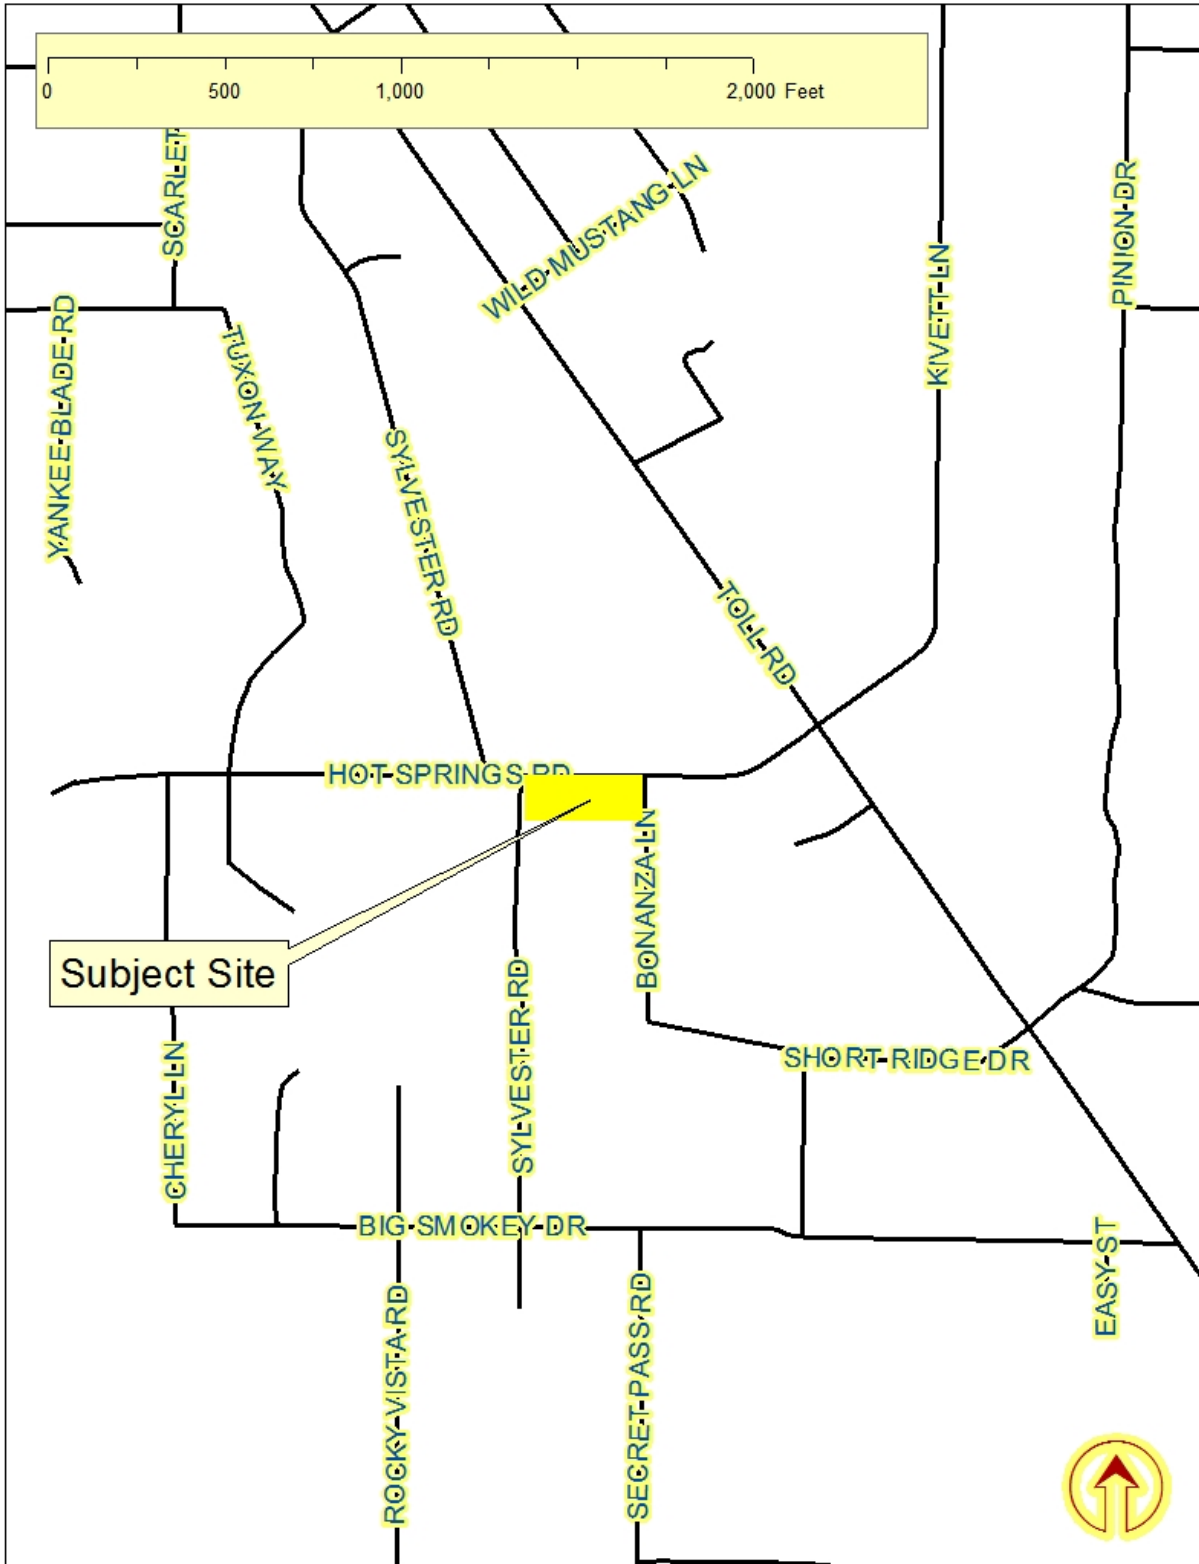 0 500 1,000 2,000 Feet
SCARLET
WILD MUSTANG LN
PINION DR
KIVETT LN
YANKEE BLADE RD
TUXON WAY
SYLVESTER RD
TOLL RD
HOT SPRINGS RD
BONANZA LN
Subject Site
SYLVESTER RD
SHORT RIDGE DR
CHERYL LN
BIG SMOKEY DR
EASY ST
ROCKY VISTA RD
SECRET PASS RD